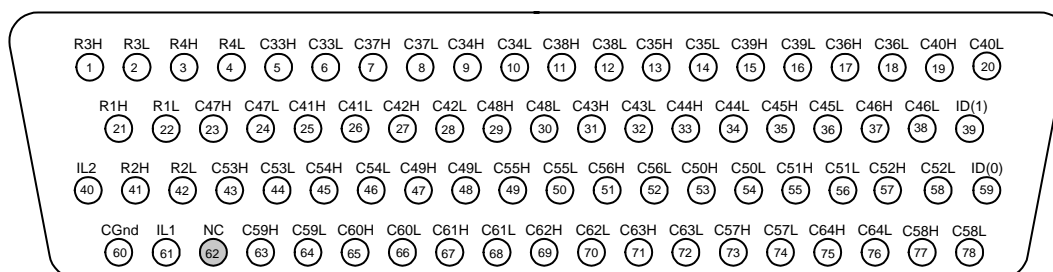 R3H R3L R4H R4L C33H C33L C37H C37L C34H C34L C38H C38L C35H C35L C39H C39L C36H C36L C40H C40L
1 2 3 4 5 6 7 8 9 10 11 12 13 14 15 16 17 18 19 20
R1H R1L C47H C47L C41H C41L C42H C42L C48H C48L C43H C43L C44H C44L C45H C45L C46H C46L ID(1)
21 22 23 24 25 26 27 28 29 30 31 32 33 34 35 36 37 38 39
IL2 R2H R2L C53H C53L C54H C54L C49H C49L C55H C55L C56H C56L C50H C50L C51H C51L C52H C52L ID(0)
40 41 42 43 44 45 46 47 48 49 50 51 52 53 54 55 56 57 58 59
CGnd IL1 NC C59H C59L C60H C60L C61H C61L C62H C62L C63H C63L C57H C57L C64H C64L C58H C58L
60 61 62 63 64 65 66 67 68 69 70 71 72 73 74 75 76 77 78